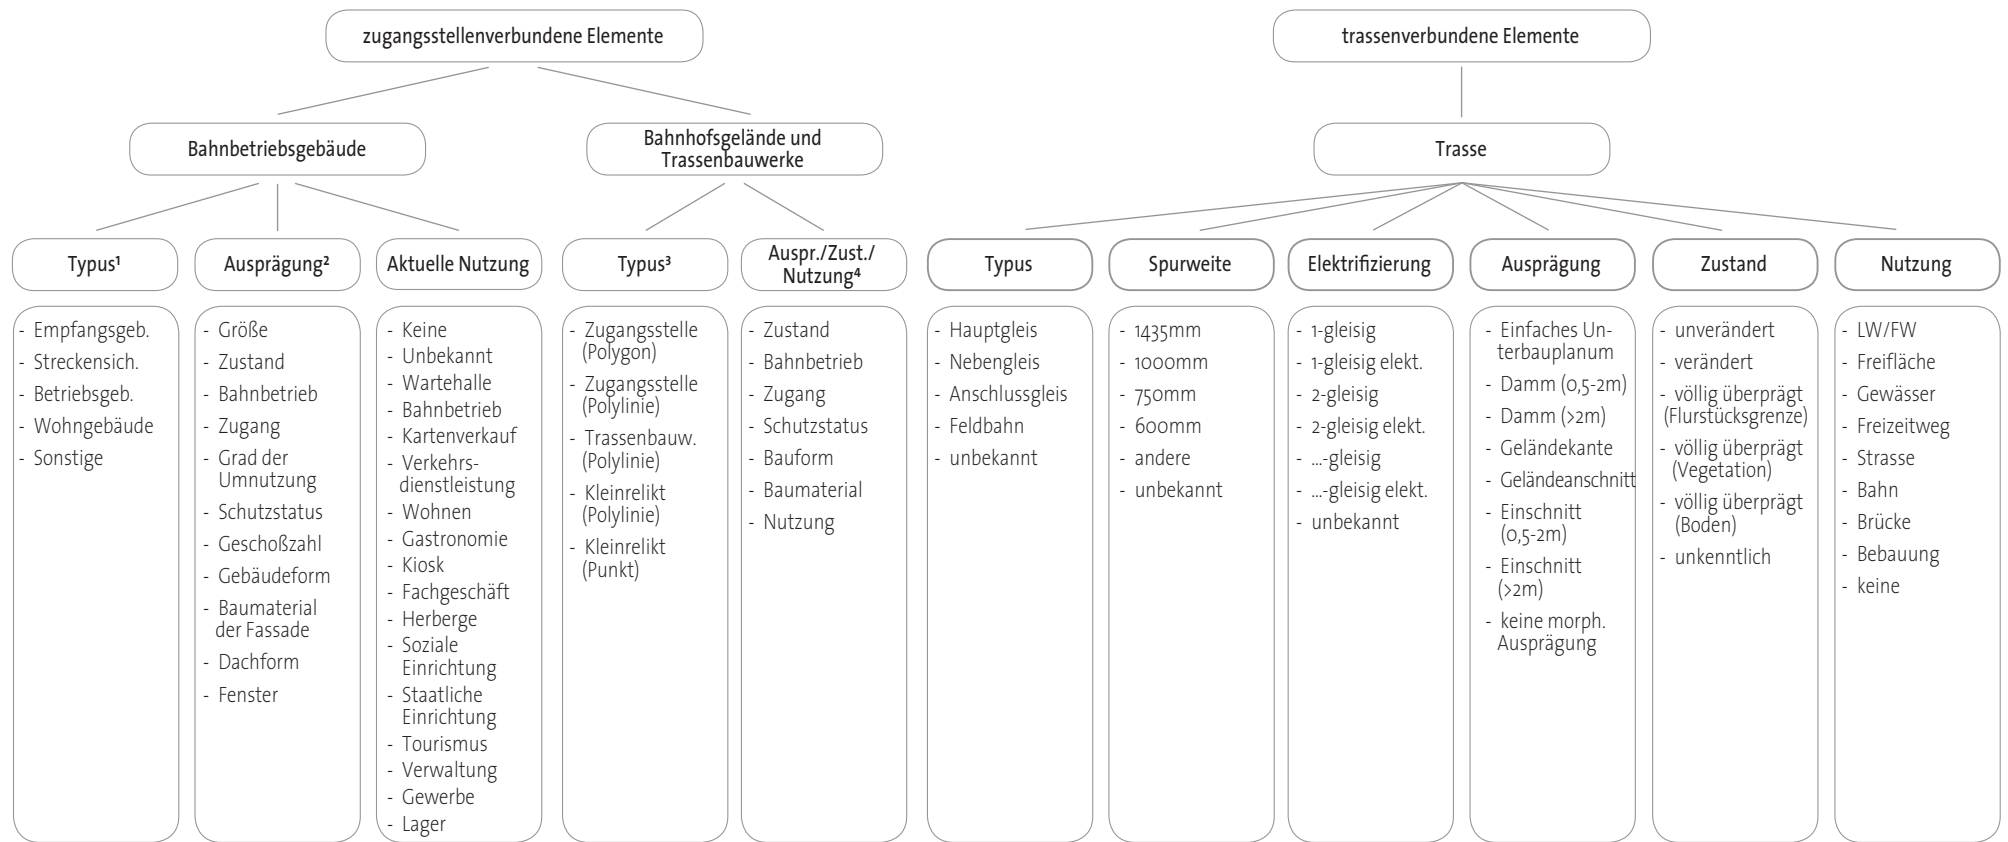 zugangsstellenverbundene Elemente
trassenverbundene Elemente
Bahnbetriebsgebäude
Bahnhofsgelände und
Trassenbauwerke
Trasse
Typus¹
- Empfangsgeb.
- Streckensich.
- Betriebsgeb.
- Wohngebäude
- Sonstige
Ausprägung²
- Größe
- Zustand
- Bahnbetrieb
- Zugang
- Grad der
Umnutzung
- Schutzstatus
- Geschoßzahl
- Gebäudeform
- Baumaterial
der Fassade
- Dachform
- Fenster
Aktuelle Nutzung
- Keine
- Unbekannt
- Wartehalle
- Bahnbetrieb
- Kartenverkauf
- Verkehrs-
dienstleistung
- Wohnen
- Gastronomie
- Kiosk
- Fachgeschäft
- Herberge
- Soziale
Einrichtung
- Staatliche
Einrichtung
- Tourismus
- Verwaltung
- Gewerbe
- Lager
Typus³
- Zugangsstelle
(Polygon)
- Zugangsstelle
(Polylinie)
- Trassenbauw.
(Polylinie)
- Kleinrelikt
(Polylinie)
- Kleinrelikt
(Punkt)
Auspr./Zust./
Nutzung⁴
- Zustand
- Bahnbetrieb
- Zugang
- Schutzstatus
- Bauform
- Baumaterial
- Nutzung
Typus
- Hauptgleis
- Nebengleis
- Anschlussgleis
- Feldbahn
- unbekannt
Spurweite
- 1435mm
- 1000mm
- 750mm
- 600mm
- andere
- unbekannt
Elektrifizierung
- 1-gleisig
- 1-gleisig elekt.
- 2-gleisig
- 2-gleisig elekt.
- ...-gleisig
- ...-gleisig elekt.
- unbekannt
Ausprägung
- Einfaches Un-
terbauplanum
- Damm (0,5-2m)
- Damm (>2m)
- Geländekante
- Geländeanschnitt
- Einschnitt
(0,5-2m)
- Einschnitt
(>2m)
- keine morph.
Ausprägung
Zustand
- unverändert
- verändert
- völlig überprägt
(Flurstücksgrenze)
- völlig überprägt
(Vegetation)
- völlig überprägt
(Boden)
- unkenntlich
Nutzung
- LW/FW
- Freifläche
- Gewässer
- Freizeitweg
- Strasse
- Bahn
- Brücke
- Bebauung
- keine